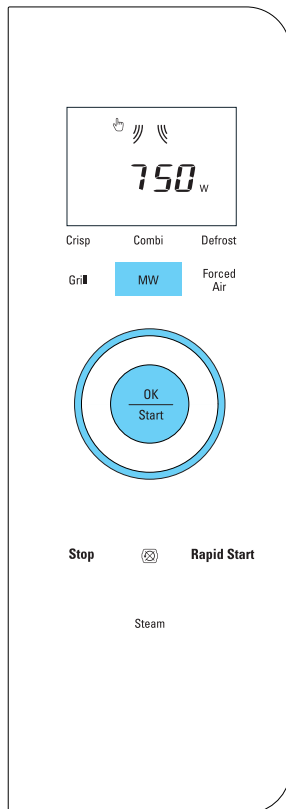 750 W
Crisp Combi Defrost
Grill MW Forced
Air
OK
Start
Stop Rapid Start
Steam